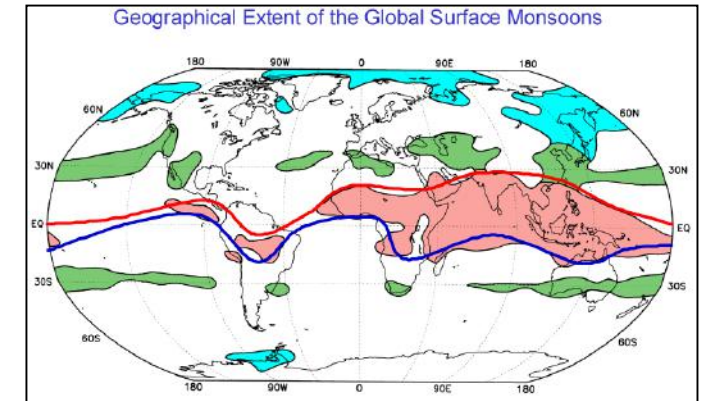 Geographical Extent of the Global Surface Monsoons
180 90W 0 90E 180
60N 60N
30N 30N
EQ EQ
30S 30S
60S 60S
180 90W 0 90E 180